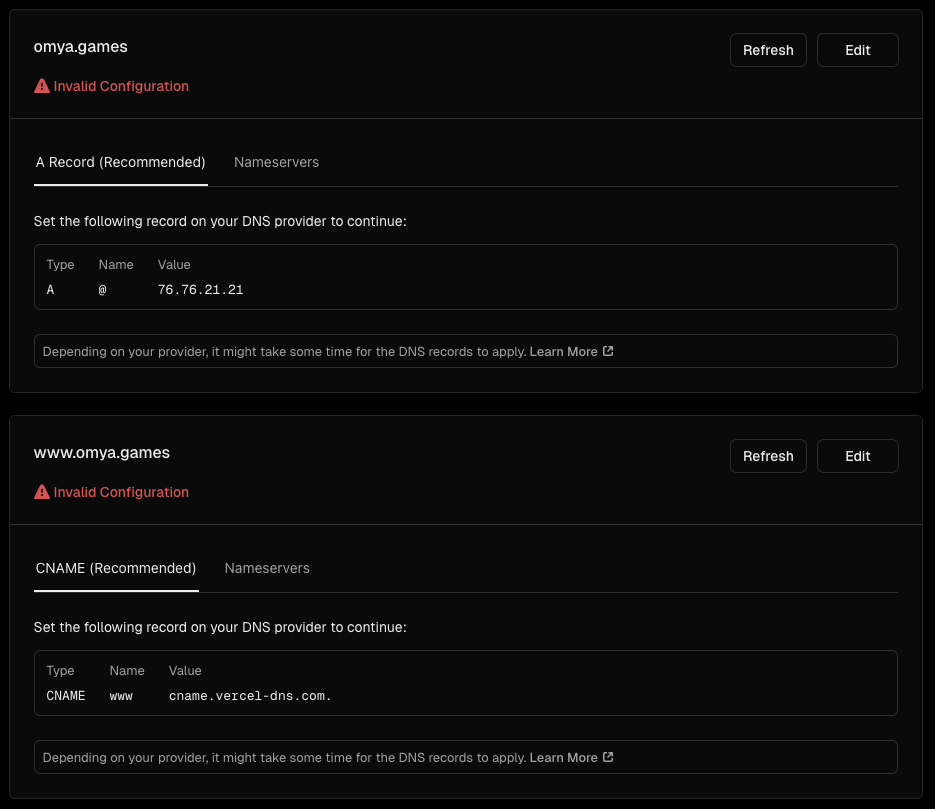 omya.games
Refresh
Edit
Invalid Configuration
A Record (Recommended)
Nameservers
Set the following record on your DNS provider to continue:
Type Name Value
A @ 76.76.21.21
Depending on your provider, it might take some time for the DNS records to apply. Learn More
www.omya.games
Refresh
Edit
Invalid Configuration
CNAME (Recommended)
Nameservers
Set the following record on your DNS provider to continue:
Type Name Value
CNAME www cname.vercel-dns.com.
Depending on your provider, it might take some time for the DNS records to apply. Learn More